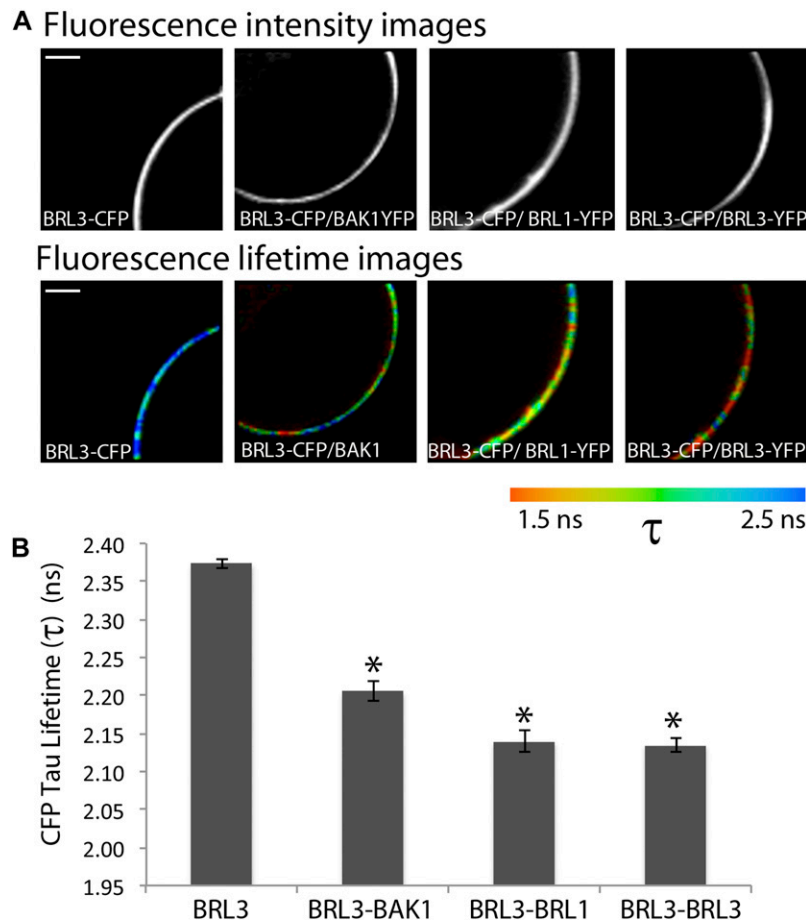 A Fluorescence intensity images
BRL3-CFP
BRL3-CFP/BAK1YFP
BRL3-CFP/ BRL1-YFP
BRL3-CFP/BRL3-YFP
Fluorescence lifetime images
BRL3-CFP
BRL3-CFP/BAK1
BRL3-CFP/ BRL1-YFP
BRL3-CFP/BRL3-YFP
1.5 ns τ 2.5 ns
B
CFP Tau Lifetime (τ) (ns)
2.40
2.35
2.30
2.25
2.20
2.15
2.10
2.05
2.00
1.95
*
*
*
BRL3
BRL3-BAK1
BRL3-BRL1
BRL3-BRL3